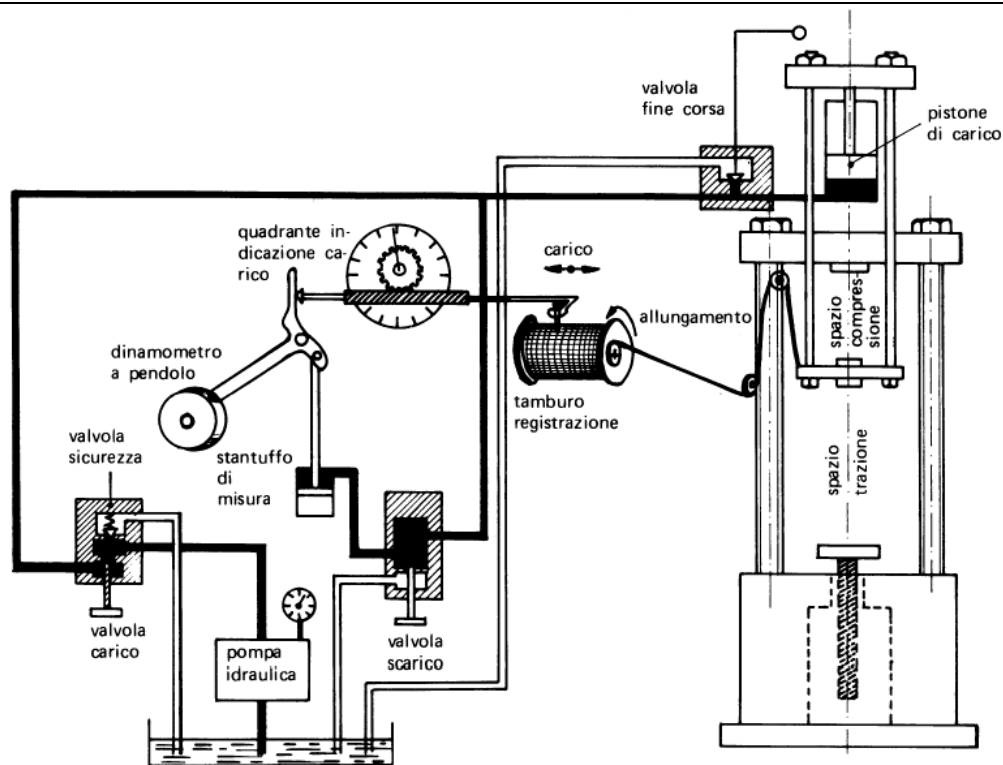 valvola
fine corsa
pistone
di carico
quadrante in-
dicazione ca-
rico
carico
allungamento
spazio
compres-
sione
dinamometro
a pendolo
tamburo
registrazione
valvola
sicurezza
stantuffo
di
misura
spazio
trazione
valvola
carico
pompa
idraulica
valvola
scarico